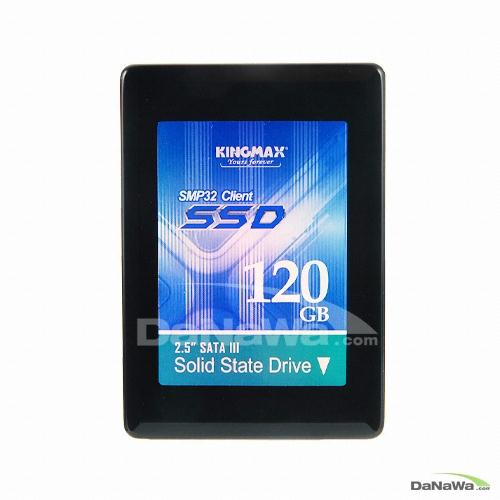 KINGMAX®
Yours forever
SMP32 Client
SSD
120
GB
DaNaWa.com
2.5" SATA III
Solid State Drive ▼
DaNaWa.com